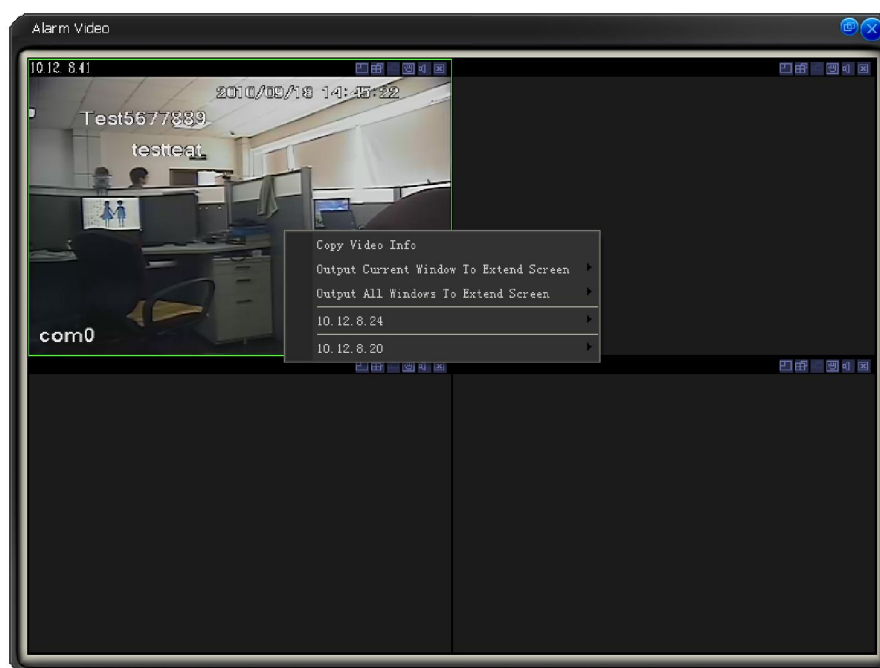 Alarm Video
10.12. 8.41
2010/09/18 14:45:22
Test5677889
testteat
Copy Video Info
Output Current Window To Extend Screen
Output All Windows To Extend Screen
10.12.8.24
10.12.8.20
com0